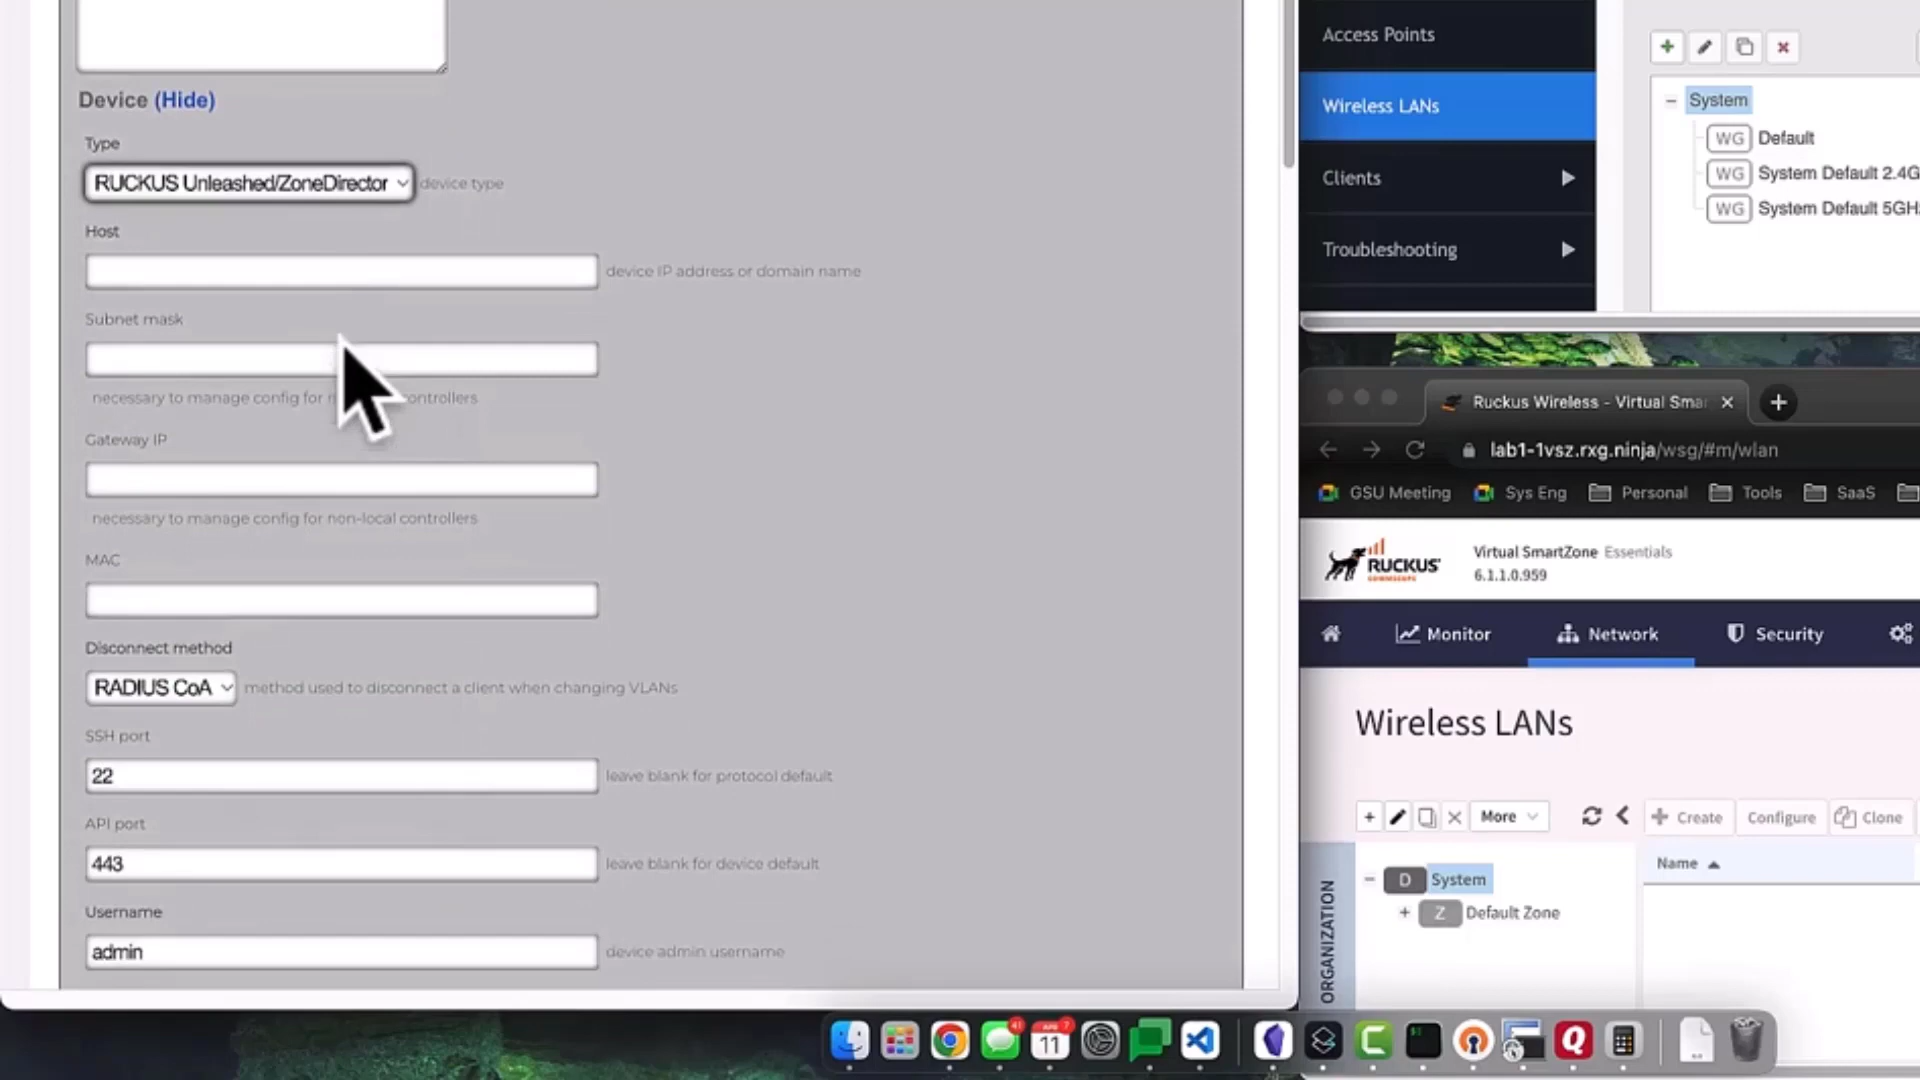 Device (Hide)
Type
RUCKUS Unleashed/ZoneDirector
device type
Host
device IP address or domain name
Subnet mask
necessary to manage config for
controllers
Gateway IP
necessary to manage config for non-local controllers
MAC
Disconnect method
RADIUS CoA
method used to disconnect a client when changing VLANs
SSH port
22
leave blank for protocol default
API port
443
leave blank for device default
Username
admin
device admin username
Access Points
Wireless LANs
Clients
Troubleshooting
System
WG Default
WG System Default 2.4G
WG System Default 5GH
Ruckus Wireless - Virtual Smar
lab1-1vsz.rxg.ninja/wsg/#m/wlan
GSU Meeting
Sys Eng
Personal
Tools
SaaS
RUCKUS
COMMSCOPE
Virtual SmartZone Essentials
6.1.1.0.959
Monitor
Network
Security
Wireless LANs
More
Create
Configure
Clone
ORGANIZATION
D System
Z Default Zone
Name
41
APR 7
11